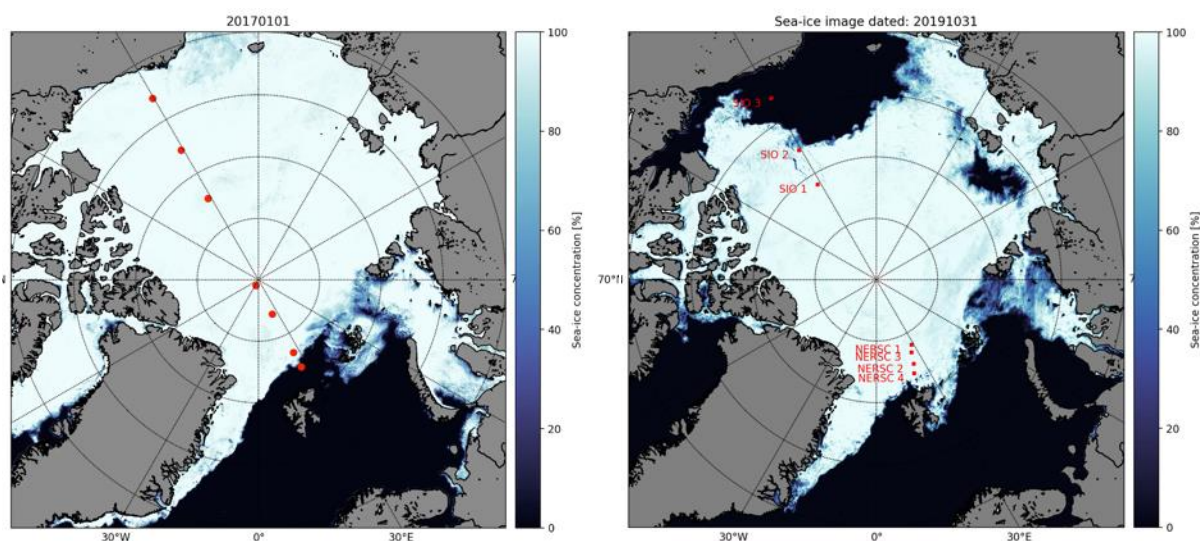 20170101
100
80
60
40
20
0
Sea-ice concentration [%]
30°W
0°
30°E
Sea-ice image dated: 20191031
SIO 3
SIO 2
SIO 1
70°
NERSC 1
NERSC 3
NERSC 2
NERSC 4
100
80
60
40
20
0
Sea-ice concentration [%]
30°W
0°
30°E